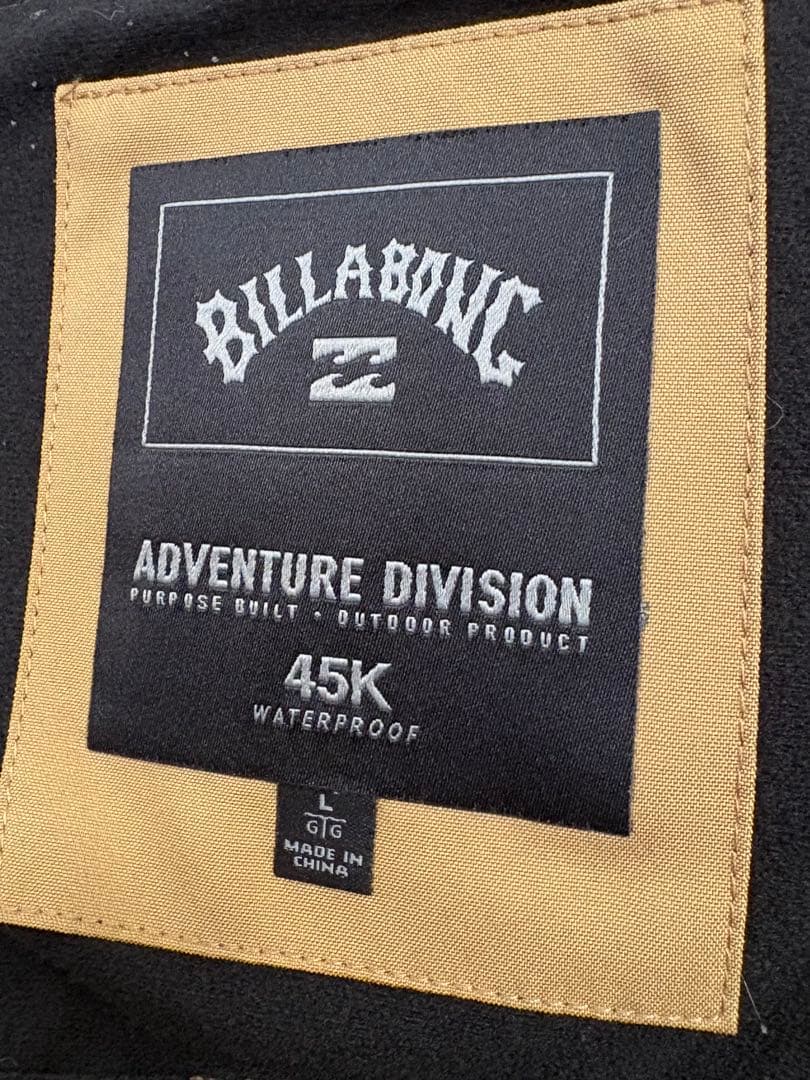 BILLABONG
ADVENTURE DIVISION
PURPOSE BUILT · OUTDOOR PRODUCT
45K
WATERPROOF
L
G G
MADE IN
CHINA